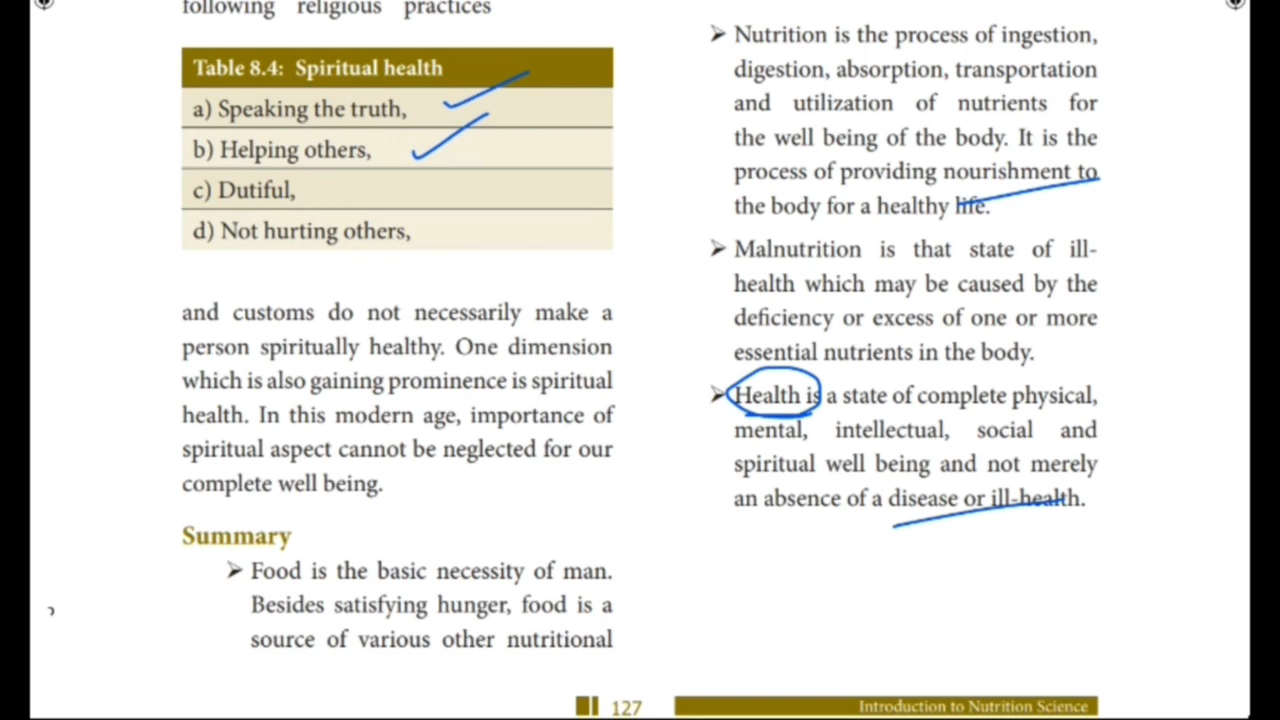 following religious practices
Table 8.4: Spiritual health
a) Speaking the truth,
b) Helping others,
c) Dutiful,
d) Not hurting others,
and customs do not necessarily make a
person spiritually healthy. One dimension
which is also gaining prominence is spiritual
health. In this modern age, importance of
spiritual aspect cannot be neglected for our
complete well being.
Summary
➤ Food is the basic necessity of man.
Besides satisfying hunger, food is a
source of various other nutritional
➤ Nutrition is the process of ingestion,
digestion, absorption, transportation
and utilization of nutrients for
the well being of the body. It is the
process of providing nourishment to
the body for a healthy life.
➤ Malnutrition is that state of ill-
health which may be caused by the
deficiency or excess of one or more
essential nutrients in the body.
➤ Health is a state of complete physical,
mental, intellectual, social and
spiritual well being and not merely
an absence of a disease or ill-health.
127
Introduction to Nutrition Science